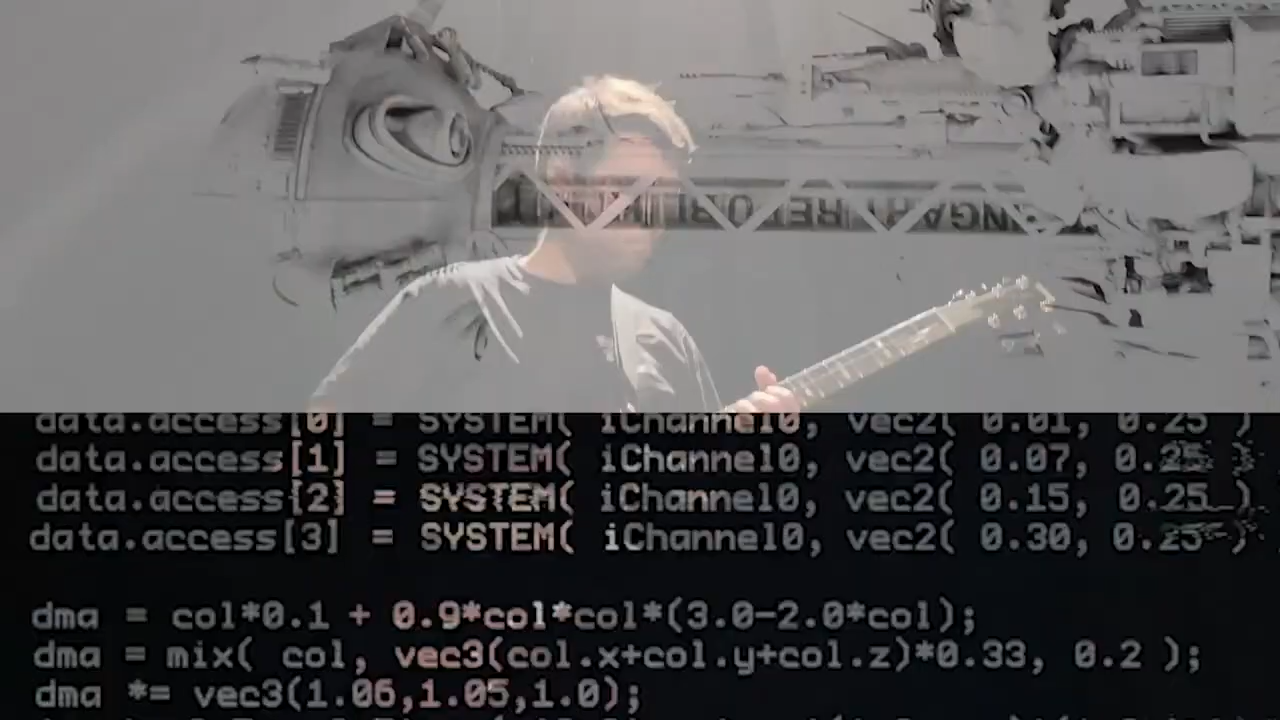 data.access[0] = SYSTEM( iChannel0, vec2( 0.01, 0.25 )
data.access[1] = SYSTEM( iChannel0, vec2( 0.07, 0.25 )
data.access[2] = SYSTEM( iChannel0, vec2( 0.15, 0.25 )
data.access[3] = SYSTEM( iChannel0, vec2( 0.30, 0.25 )
dma = col*0.1 + 0.9*col*col*(3.0-2.0*col);
dma = mix( col, vec3(col.x+col.y+col.z)*0.33, 0.2 );
dma *= vec3(1.06,1.05,1.0);